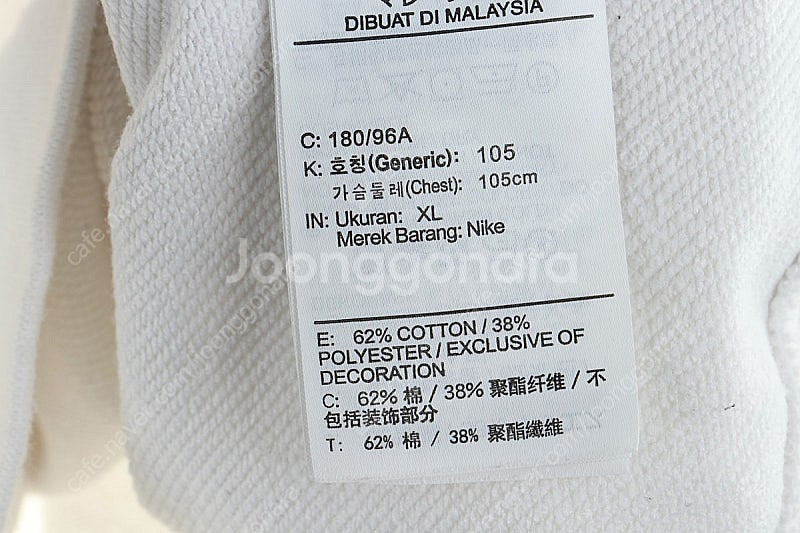 DIBUAT DI MALAYSIA
C: 180/96A
K: 호칭(Generic): 105
가슴둘레(Chest): 105cm
IN: Ukuran: XL
Merek Barang: Nike
Joonggonara
E: 62% COTTON / 38%
POLYESTER / EXCLUSIVE OF
DECORATION
C: 62% 棉 / 38% 聚酯纤维 / 不
包括装饰部分
T: 62% 棉 / 38% 聚酯纖維